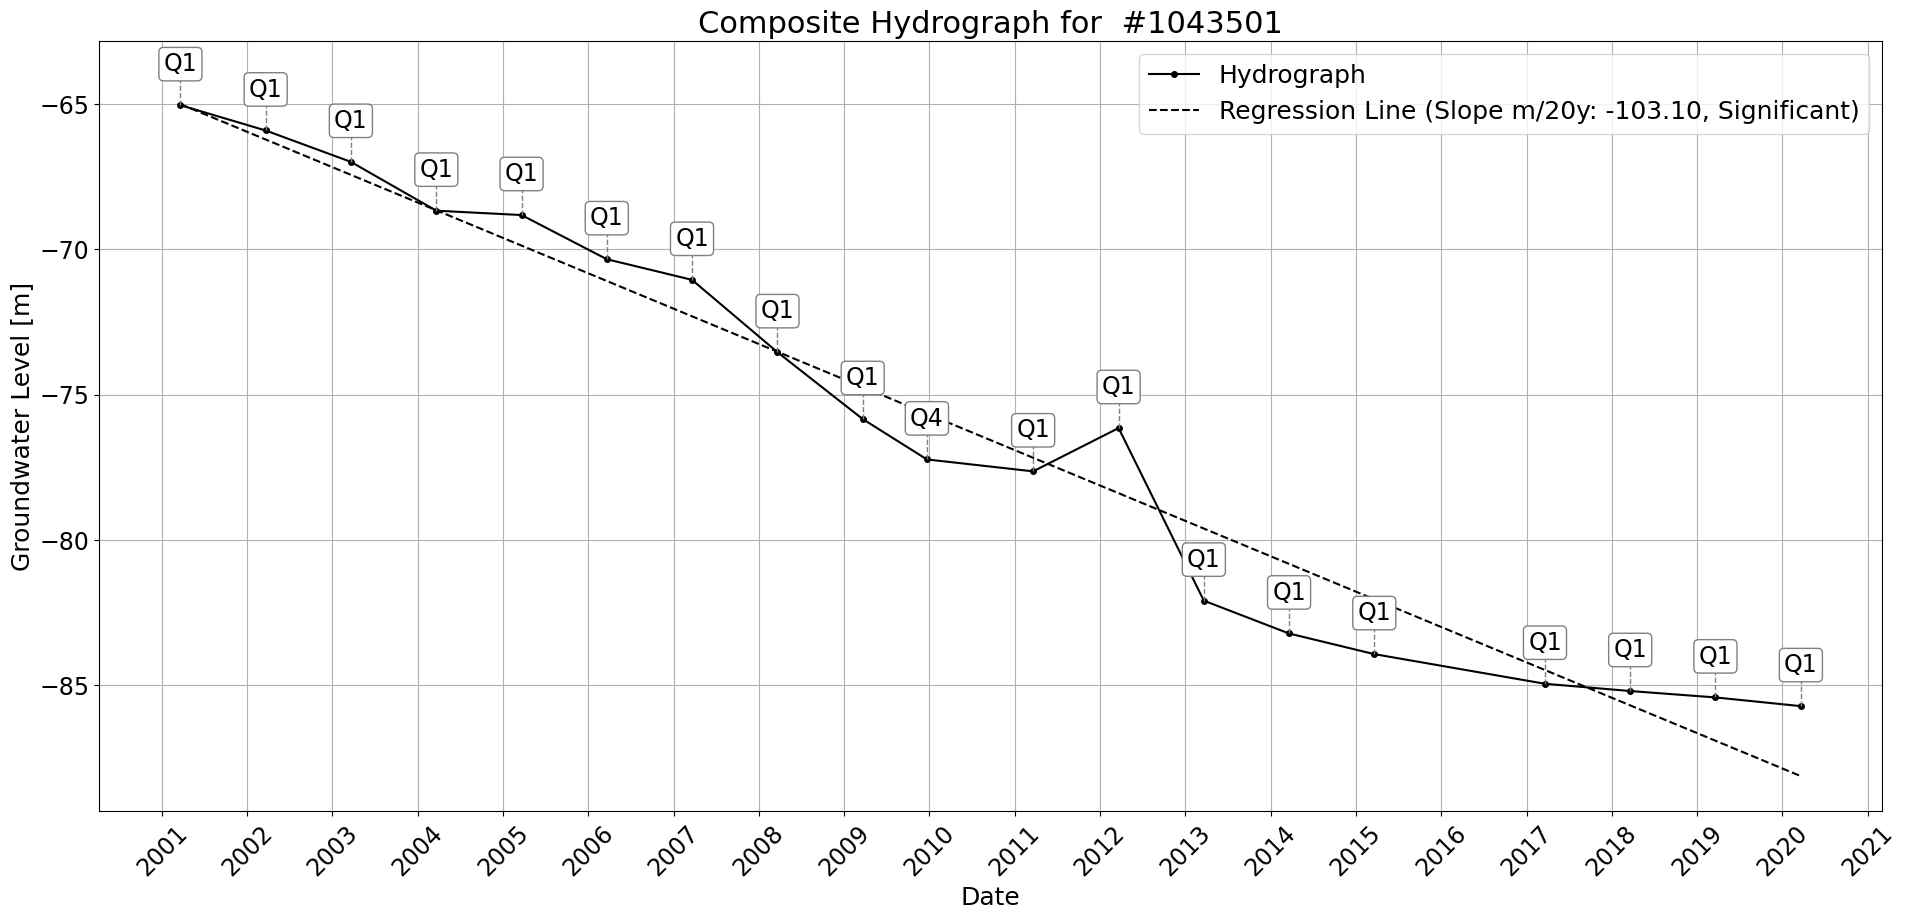 Composite Hydrograph for #1043501
Hydrograph
Regression Line (Slope m/20y: -103.10, Significant)
Q1
Q1
Q1
Q1
Q1
Q1
Q1
Q1
Q1
Q4
Q1
Q1
Q1
Q1
Q1
Q1
Q1
Q1
Q1
Groundwater Level [m]
−65
−70
−75
−80
−85
2001
2002
2003
2004
2005
2006
2007
2008
2009
2010
2011
2012
2013
2014
2015
2016
2017
2018
2019
2020
2021
Date